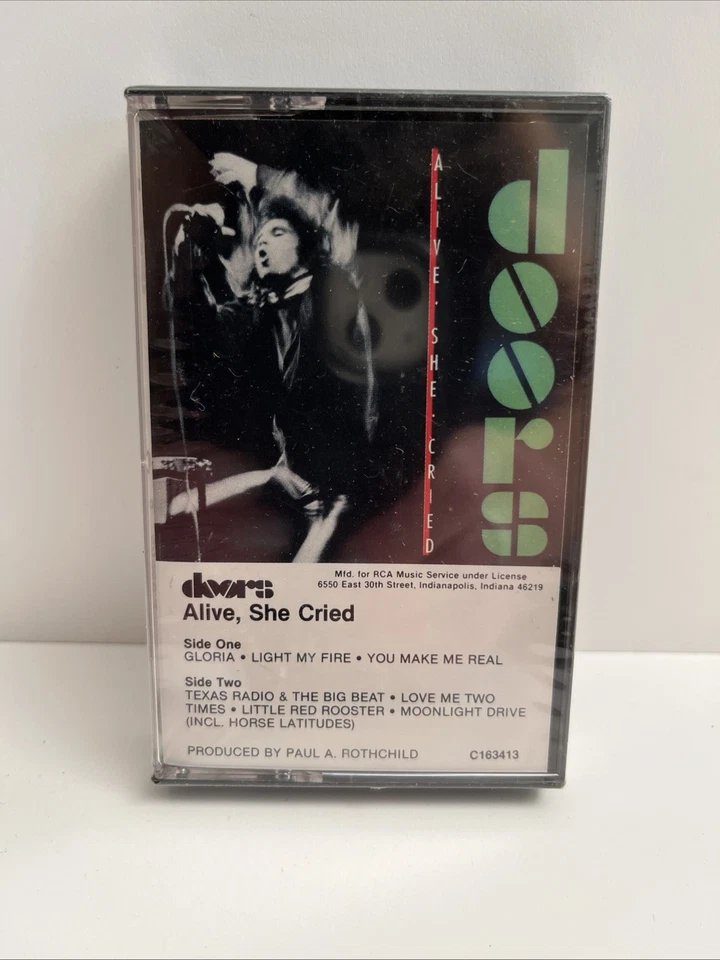 ALIVE · SHE · CRIED
doors
doors
Mfd. for RCA Music Service under License
6550 East 30th Street, Indianapolis, Indiana 46219
Alive, She Cried
Side One
GLORIA • LIGHT MY FIRE • YOU MAKE ME REAL
Side Two
TEXAS RADIO & THE BIG BEAT • LOVE ME TWO
TIMES • LITTLE RED ROOSTER • MOONLIGHT DRIVE
(INCL. HORSE LATITUDES)
PRODUCED BY PAUL A. ROTHCHILD C163413